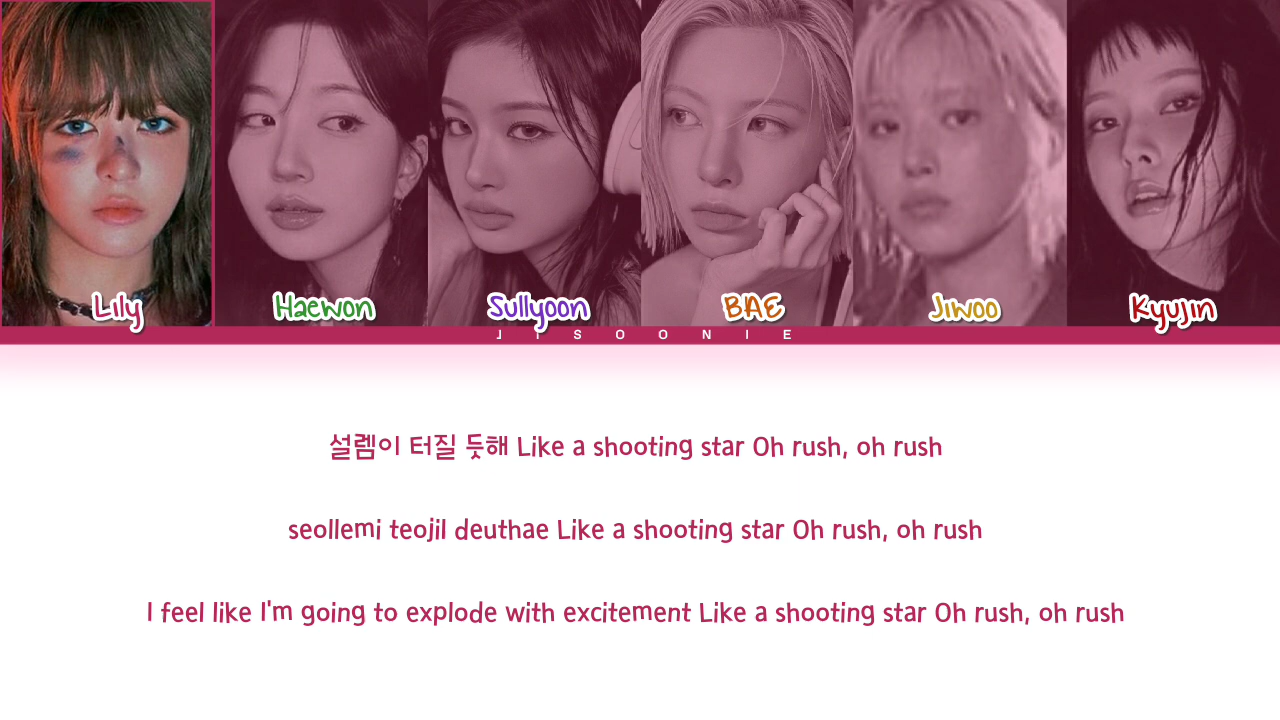 Lily Haewon Sullyoon BAE Jiwoo Kyujin
JISOONIE
설렘이 터질 듯해 Like a shooting star Oh rush, oh rush
seollemi teojil deuthae Like a shooting star Oh rush, oh rush
I feel like I'm going to explode with excitement Like a shooting star Oh rush, oh rush